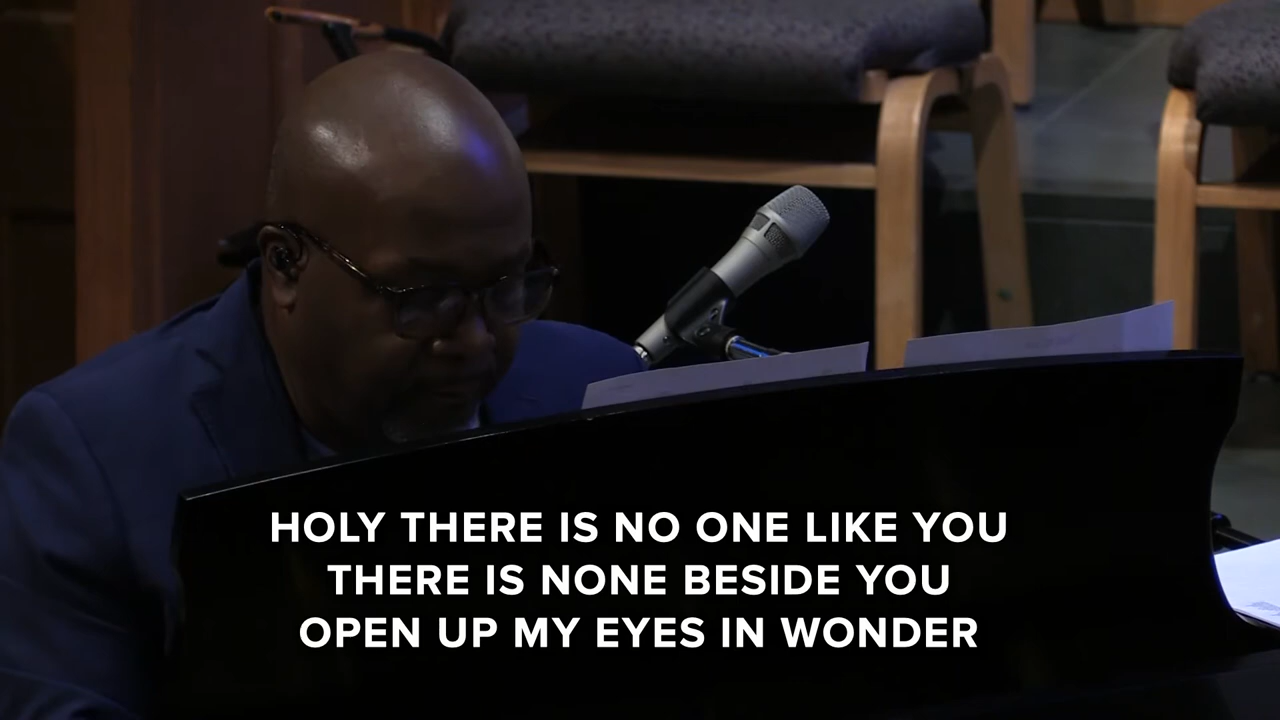 HOLY THERE IS NO ONE LIKE YOU
THERE IS NONE BESIDE YOU
OPEN UP MY EYES IN WONDER